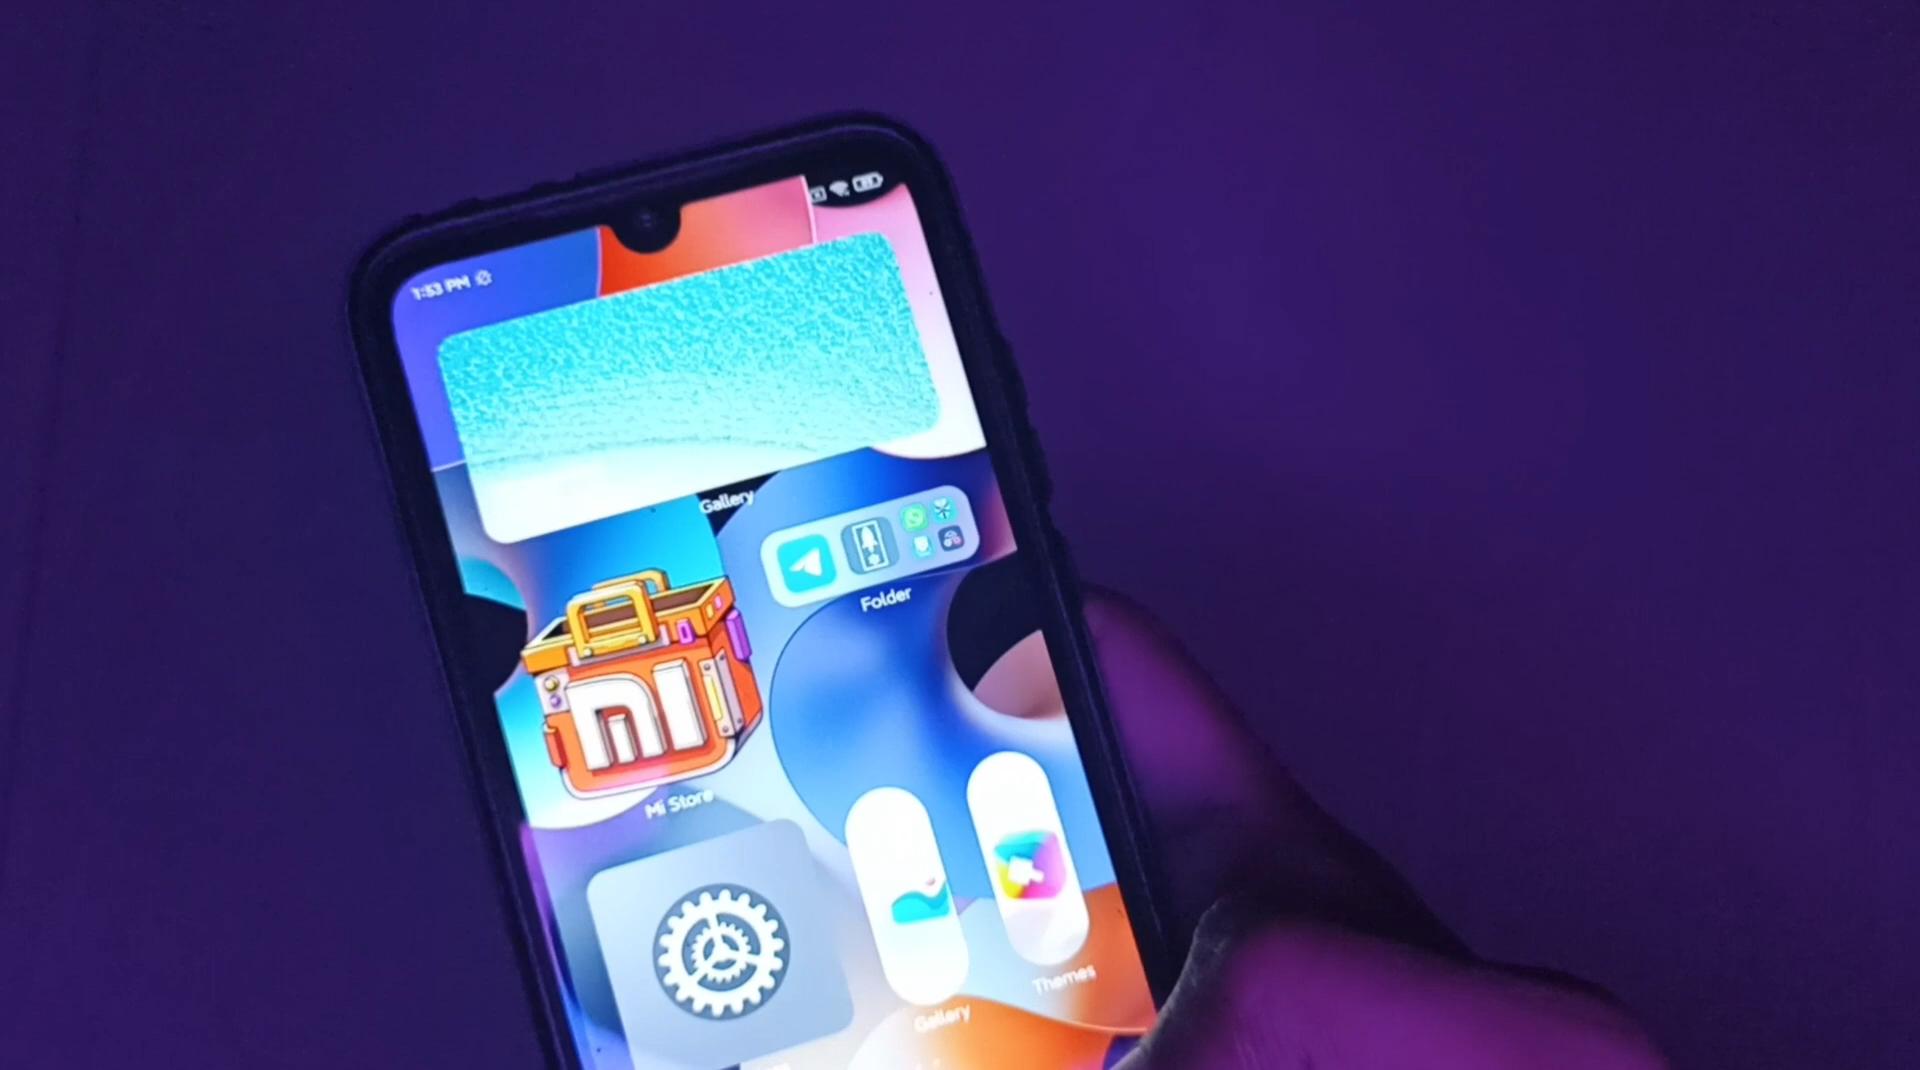 1:53 PM
Gallery
Folder
mi
Mi Store
Gallery
Themes